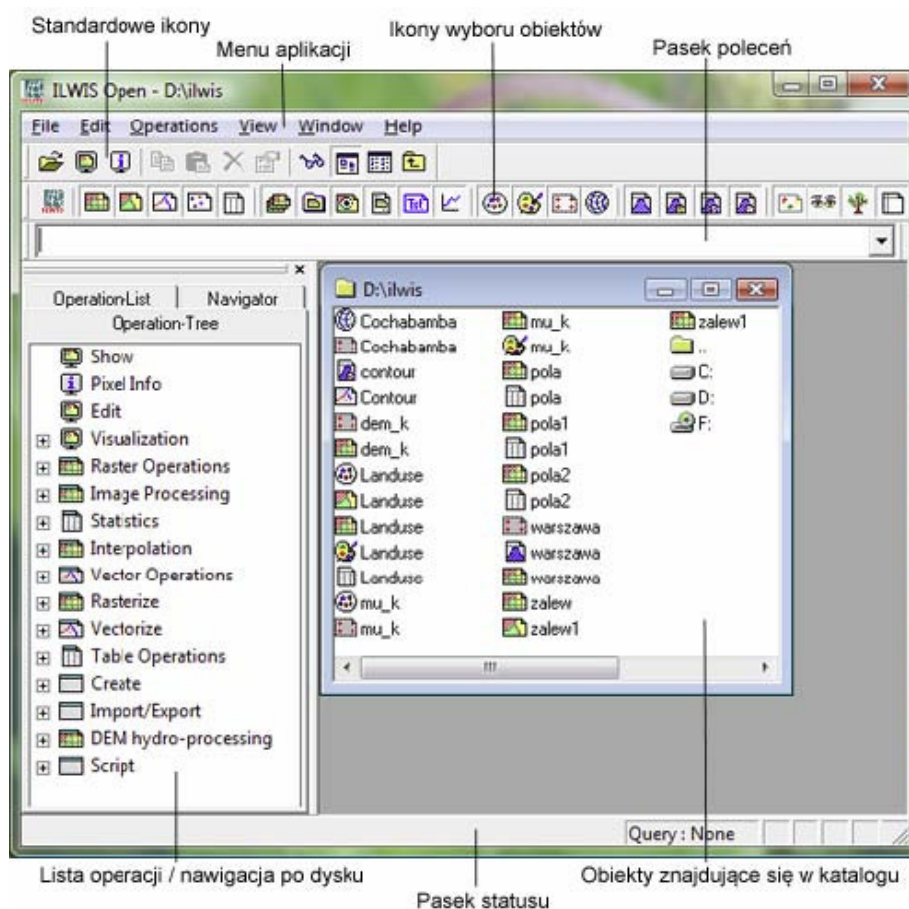 Standardowe ikony
Menu aplikacji
Ikony wyboru obiektów
Pasek poleceń
ILWIS Open - D:\ilwis
File Edit Operations View Window Help
Operation-List Navigator
Operation-Tree
Show
Pixel Info
Edit
Visualization
Raster Operations
Image Processing
Statistics
Interpolation
Vector Operations
Rasterize
Vectorize
Table Operations
Create
Import/Export
DEM hydro-processing
Script
D:\ilwis
Cochabamba
Cochabamba
contour
Contour
dem_k
dem_k
Landuse
Landuse
Landuse
Landuse
Landuse
mu_k
mu_k
mu_k
mu_k
pola
pola
pola1
pola1
pola2
pola2
warszawa
warszawa
warszawa
zalew
zalew1
zalew1
..
C:
D:
F:
Query : None
Lista operacji / nawigacja po dysku
Pasek statusu
Obiekty znajdujące się w katalogu